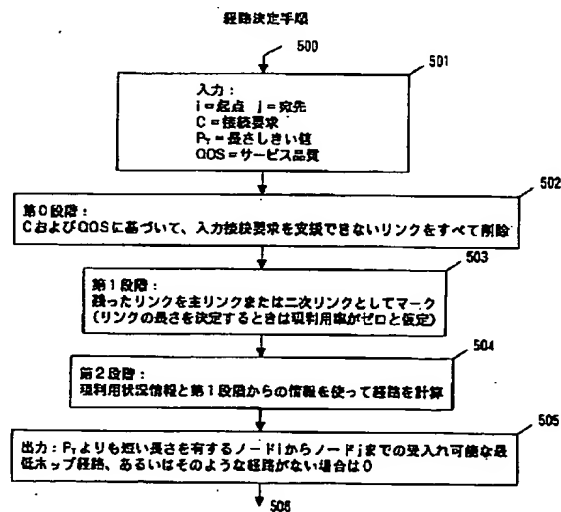 経路決定手順
500
501
入力：
i＝起点 j＝宛先
C＝接続要求
P_T＝長さしきい値
QOS＝サービス品質
502
第0段階：
CおよびQOSに基づいて、入力接続要求を支援できないリンクをすべて削除
503
第1段階：
残ったリンクを主リンクまたは二次リンクとしてマーク
(リンクの長さを決定するときは現利用率がゼロと仮定)
504
第2段階：
現利用状況情報と第1段階からの情報を使って経路を計算
505
出力：P_Tよりも短い長さを有するノードiからノードjまでの受入れ可能な最
低ホップ経路、あるいはそのような経路がない場合は0
506